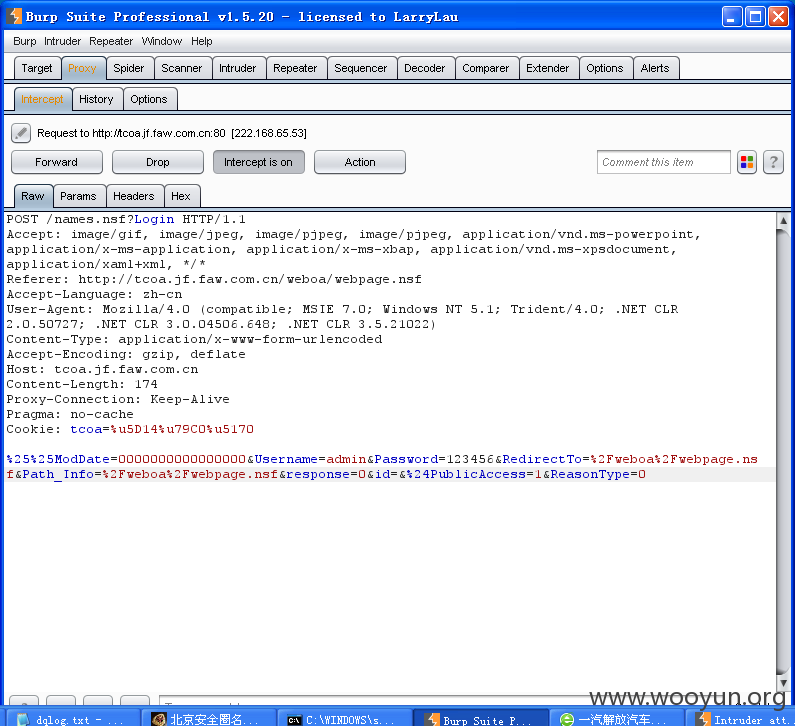 Burp Suite Professional v1.5.20 - licensed to LarryLau
Burp Intruder Repeater Window Help
Target Proxy Spider Scanner Intruder Repeater Sequencer Decoder Comparer Extender Options Alerts
Intercept History Options
Request to http://tcoa.jf.faw.com.cn:80 [222.168.65.53]
Forward Drop Intercept is on Action Comment this item ?
Raw Params Headers Hex
POST /names.nsf?Login HTTP/1.1
Accept: image/gif, image/jpeg, image/pjpeg, image/pjpeg, application/vnd.ms-powerpoint,
application/x-ms-application, application/x-ms-xbap, application/vnd.ms-xpsdocument,
application/xaml+xml, */*
Referer: http://tcoa.jf.faw.com.cn/weboa/webpage.nsf
Accept-Language: zh-cn
User-Agent: Mozilla/4.0 (compatible; MSIE 7.0; Windows NT 5.1; Trident/4.0; .NET CLR
2.0.50727; .NET CLR 3.0.04506.648; .NET CLR 3.5.21022)
Content-Type: application/x-www-form-urlencoded
Accept-Encoding: gzip, deflate
Host: tcoa.jf.faw.com.cn
Content-Length: 174
Proxy-Connection: Keep-Alive
Pragma: no-cache
Cookie: tcoa=%u5D14%u79C0%u5170
%25%25ModDate=0000000000000000&Username=admin&Password=123456&RedirectTo=%2Fweboa%2Fwebpage.ns
f&Path_Info=%2Fweboa%2Fwebpage.nsf&response=0&id=&%24PublicAccess=1&ReasonType=0
www.wooyun.org
dqlog.txt - ... 北京安全圈名... C:\WINDOWS\s... Burp Suite P... 一汽解放汽车... Intruder att...